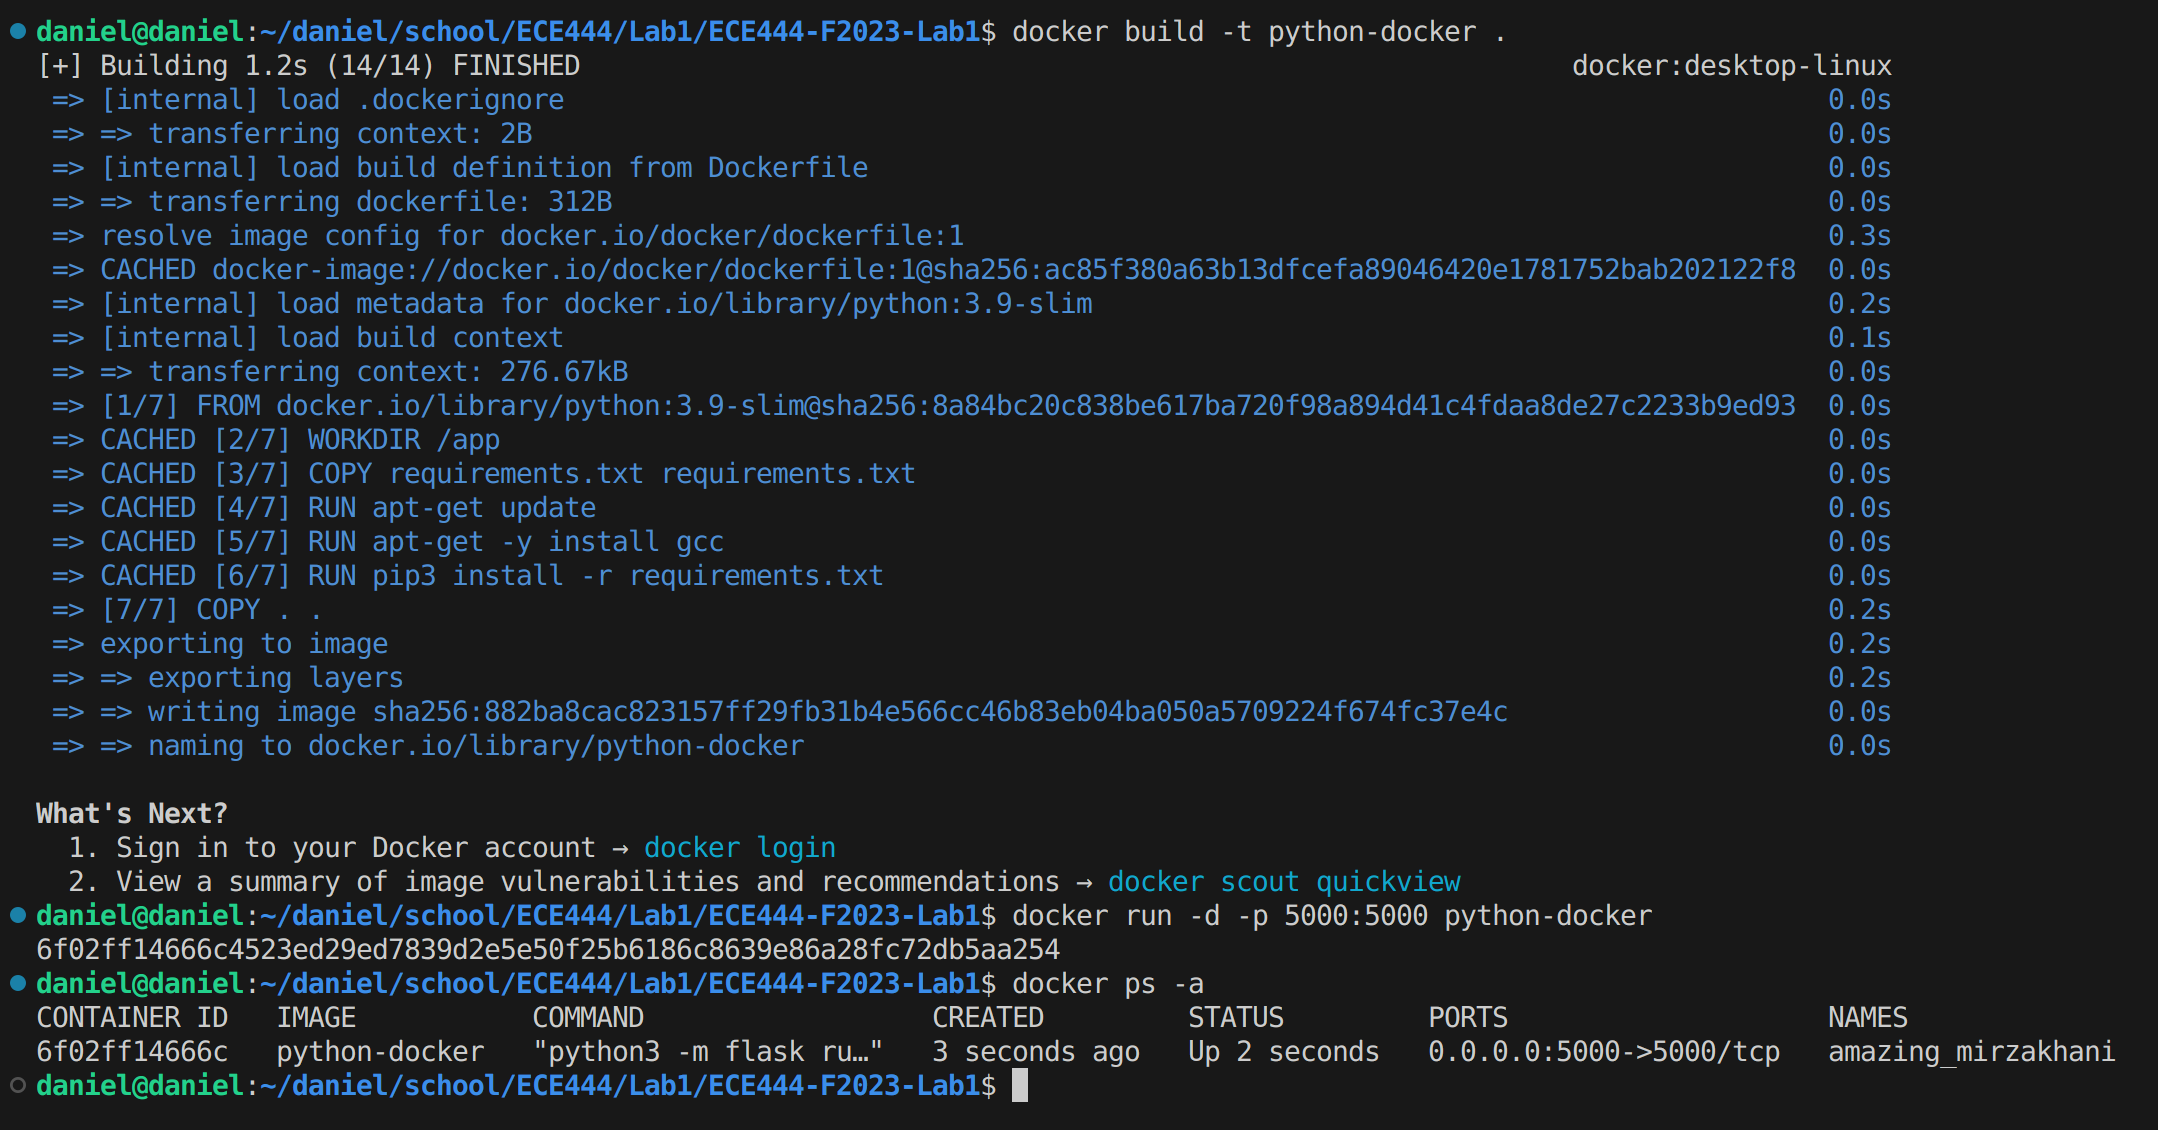 daniel@daniel:~/daniel/school/ECE444/Lab1/ECE444-F2023-Lab1$ docker build -t python-docker .
[+] Building 1.2s (14/14) FINISHED docker:desktop-linux
=> [internal] load .dockerignore 0.0s
=> => transferring context: 2B 0.0s
=> [internal] load build definition from Dockerfile 0.0s
=> => transferring dockerfile: 312B 0.0s
=> resolve image config for docker.io/docker/dockerfile:1 0.3s
=> CACHED docker-image://docker.io/docker/dockerfile:1@sha256:ac85f380a63b13dfcefa89046420e1781752bab202122f8 0.0s
=> [internal] load metadata for docker.io/library/python:3.9-slim 0.2s
=> [internal] load build context 0.1s
=> => transferring context: 276.67kB 0.0s
=> [1/7] FROM docker.io/library/python:3.9-slim@sha256:8a84bc20c838be617ba720f98a894d41c4fdaa8de27c2233b9ed93 0.0s
=> CACHED [2/7] WORKDIR /app 0.0s
=> CACHED [3/7] COPY requirements.txt requirements.txt 0.0s
=> CACHED [4/7] RUN apt-get update 0.0s
=> CACHED [5/7] RUN apt-get -y install gcc 0.0s
=> CACHED [6/7] RUN pip3 install -r requirements.txt 0.0s
=> [7/7] COPY . . 0.2s
=> exporting to image 0.2s
=> => exporting layers 0.2s
=> => writing image sha256:882ba8cac823157ff29fb31b4e566cc46b83eb04ba050a5709224f674fc37e4c 0.0s
=> => naming to docker.io/library/python-docker 0.0s
What's Next?
1. Sign in to your Docker account → docker login
2. View a summary of image vulnerabilities and recommendations → docker scout quickview
daniel@daniel:~/daniel/school/ECE444/Lab1/ECE444-F2023-Lab1$ docker run -d -p 5000:5000 python-docker
6f02ff14666c4523ed29ed7839d2e5e50f25b6186c8639e86a28fc72db5aa254
daniel@daniel:~/daniel/school/ECE444/Lab1/ECE444-F2023-Lab1$ docker ps -a
CONTAINER ID IMAGE COMMAND CREATED STATUS PORTS NAMES
6f02ff14666c python-docker "python3 -m flask ru…" 3 seconds ago Up 2 seconds 0.0.0.0:5000->5000/tcp amazing_mirzakhani
daniel@daniel:~/daniel/school/ECE444/Lab1/ECE444-F2023-Lab1$